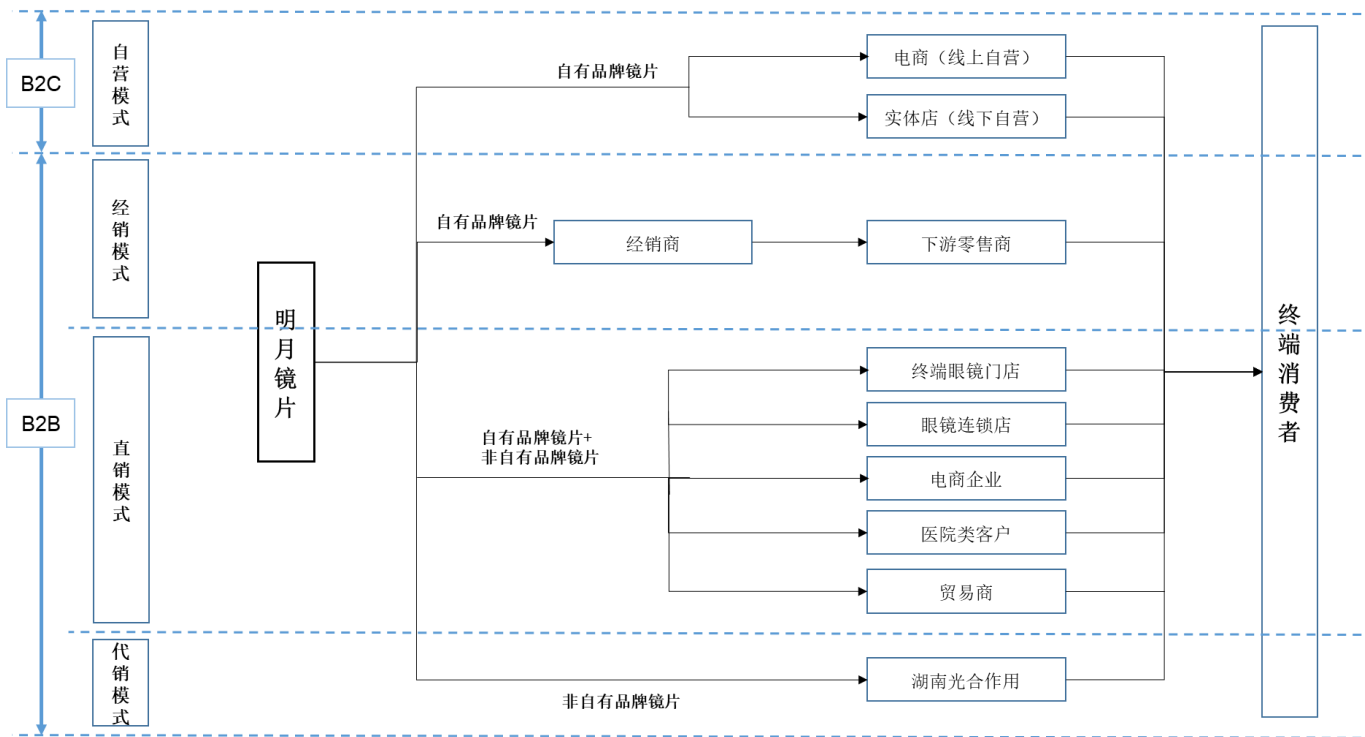 B2C
自营模式
自有品牌镜片
电商（线上自营）
实体店（线下自营）
经销模式
自有品牌镜片
经销商
下游零售商
明月镜片
终端消费者
B2B
直销模式
自有品牌镜片+
非自有品牌镜片
终端眼镜门店
眼镜连锁店
电商企业
医院类客户
贸易商
代销模式
非自有品牌镜片
湖南光合作用